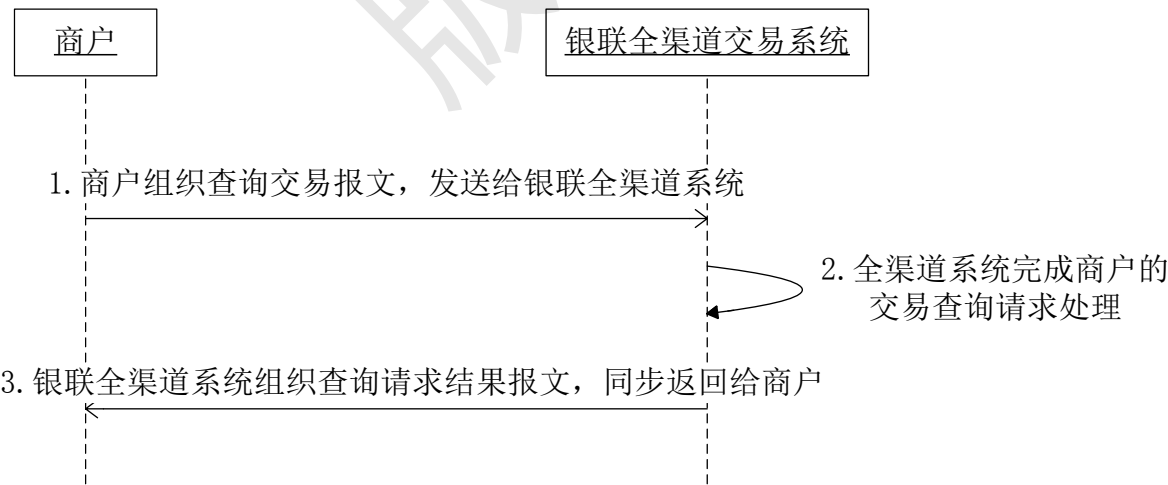 商户
银联全渠道交易系统
1.商户组织查询交易报文，发送给银联全渠道系统
2.全渠道系统完成商户的
交易查询请求处理
3.银联全渠道系统组织查询请求结果报文，同步返回给商户